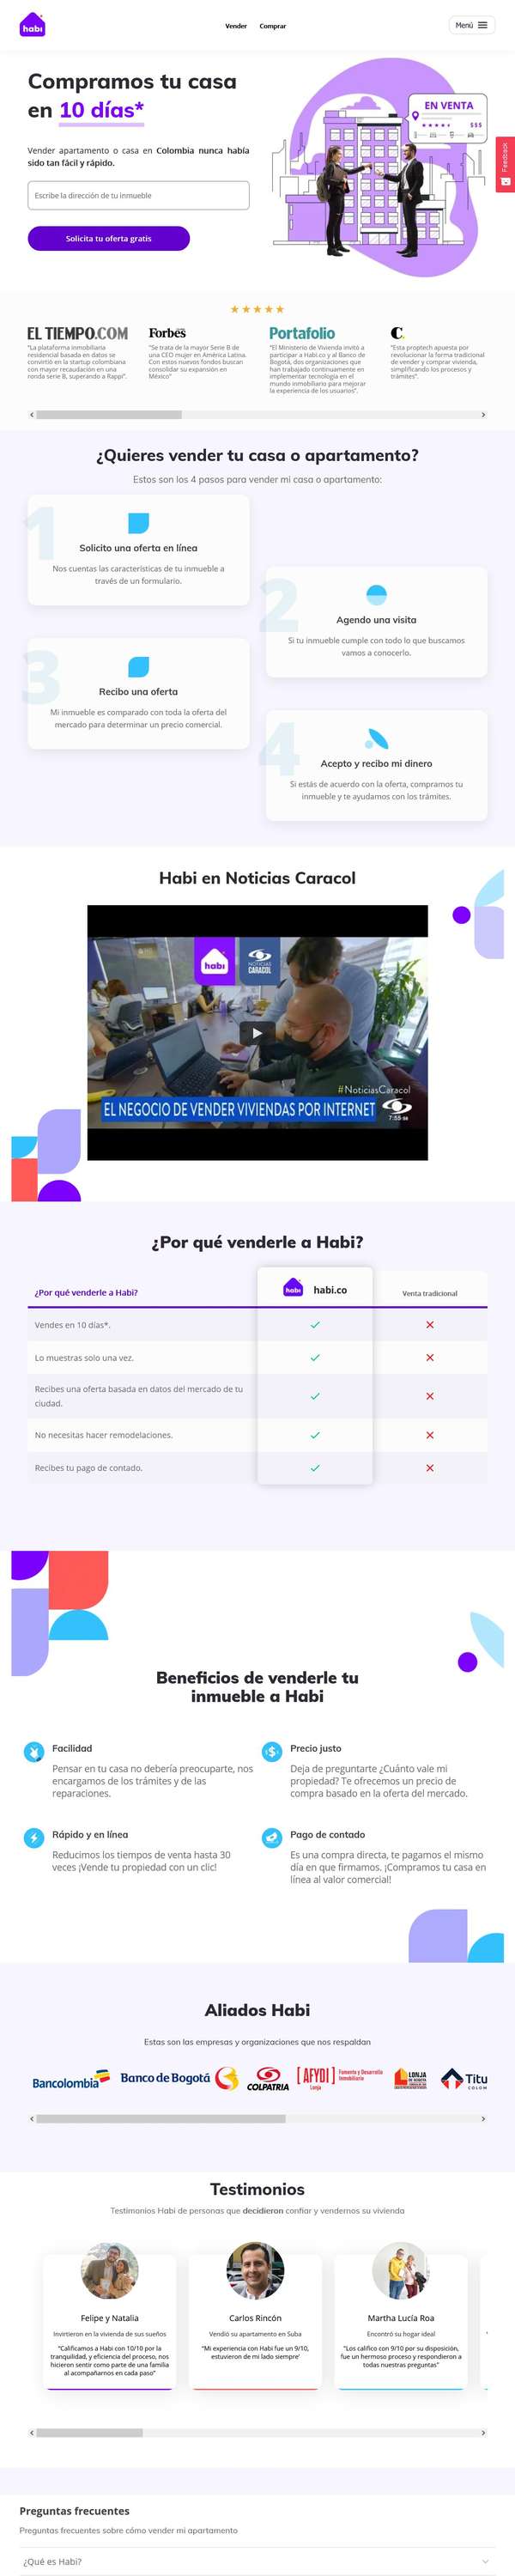 habi
Vender
Comprar
Menú
Compramos tu casa
en 10 días*
Vender apartamento o casa en Colombia nunca había
sido tan fácil y rápido.
Escribe la dirección de tu inmueble
Solicita tu oferta gratis
EN VENTA
$$$
Feedback
EL TIEMPO.COM
"La plataforma inmobiliaria
residencial basada en datos se
convirtió en la startup colombiana
con mayor recaudación en una
ronda serie B, superando a Rappi".
Forbes
"Se trata de la mayor Serie B de
una CEO mujer en América Latina.
Con estos nuevos fondos buscan
consolidar su expansión en
México"
Portafolio
"El Ministerio de Vivienda invitó a
participar a Habi.co y al Banco de
Bogotá, dos organizaciones que
han trabajado continuamente en
implementar tecnología en el
mundo inmobiliario para mejorar
la experiencia de los usuarios".
C.
"Esta proptech apuesta por
revolucionar la forma tradicional
de vender y comprar vivienda,
simplificando los procesos y
trámites".
¿Quieres vender tu casa o apartamento?
Estos son los 4 pasos para vender mi casa o apartamento:
1
Solicito una oferta en línea
Nos cuentas las características de tu inmueble a
través de un formulario.
2
Agendo una visita
Si tu inmueble cumple con todo lo que buscamos
vamos a conocerlo.
3
Recibo una oferta
Mi inmueble es comparado con toda la oferta del
mercado para determinar un precio comercial.
4
Acepto y recibo mi dinero
Si estás de acuerdo con la oferta, compramos tu
inmueble y te ayudamos con los trámites.
Habi en Noticias Caracol
habi
NOTICIAS
CARACOL
#NoticiasCaracol
EL NEGOCIO DE VENDER VIVIENDAS POR INTERNET
¿Por qué venderle a Habi?
¿Por qué venderle a Habi?
habi
habi.co
Venta tradicional
Vendes en 10 días*.
Lo muestras solo una vez.
Recibes una oferta basada en datos del mercado de tu
ciudad.
No necesitas hacer remodelaciones.
Recibes tu pago de contado.
Beneficios de venderle tu
inmueble a Habi
Facilidad
Pensar en tu casa no debería preocuparte, nos
encargamos de los trámites y de las
reparaciones.
Precio justo
Deja de preguntarte ¿Cuánto vale mi
propiedad? Te ofrecemos un precio de
compra basado en la oferta del mercado.
Rápido y en línea
Reducimos los tiempos de venta hasta 30
veces ¡Vende tu propiedad con un clic!
Pago de contado
Es una compra directa, te pagamos el mismo
día en que firmamos. ¡Compramos tu casa en
línea al valor comercial!
Aliados Habi
Estas son las empresas y organizaciones que nos respaldan
Bancolombia
Banco de Bogotá
COLPATRIA
AFYDI
Lonja
Fomento y Desarrollo
Inmobiliario
LONJA
Titu
COLOM
Testimonios
Testimonios Habi de personas que decidieron confiar y vendernos su vivienda
Felipe y Natalia
Invirtieron en la vivienda de sus sueños
"Calificamos a Habi con 10/10 por la
tranquilidad, y eficiencia del proceso, nos
hicieron sentir como parte de una familia
al acompañarnos en cada paso"
Carlos Rincón
Vendió su apartamento en Suba
"Mi experiencia con Habi fue un 9/10,
estuvieron de mi lado siempre'
Martha Lucía Roa
Encontró su hogar ideal
"Los califico con 9/10 por su disposición,
fue un hermoso proceso y respondieron a
todas nuestras preguntas"
Preguntas frecuentes
Preguntas frecuentes sobre cómo vender mi apartamento
¿Qué es Habi?